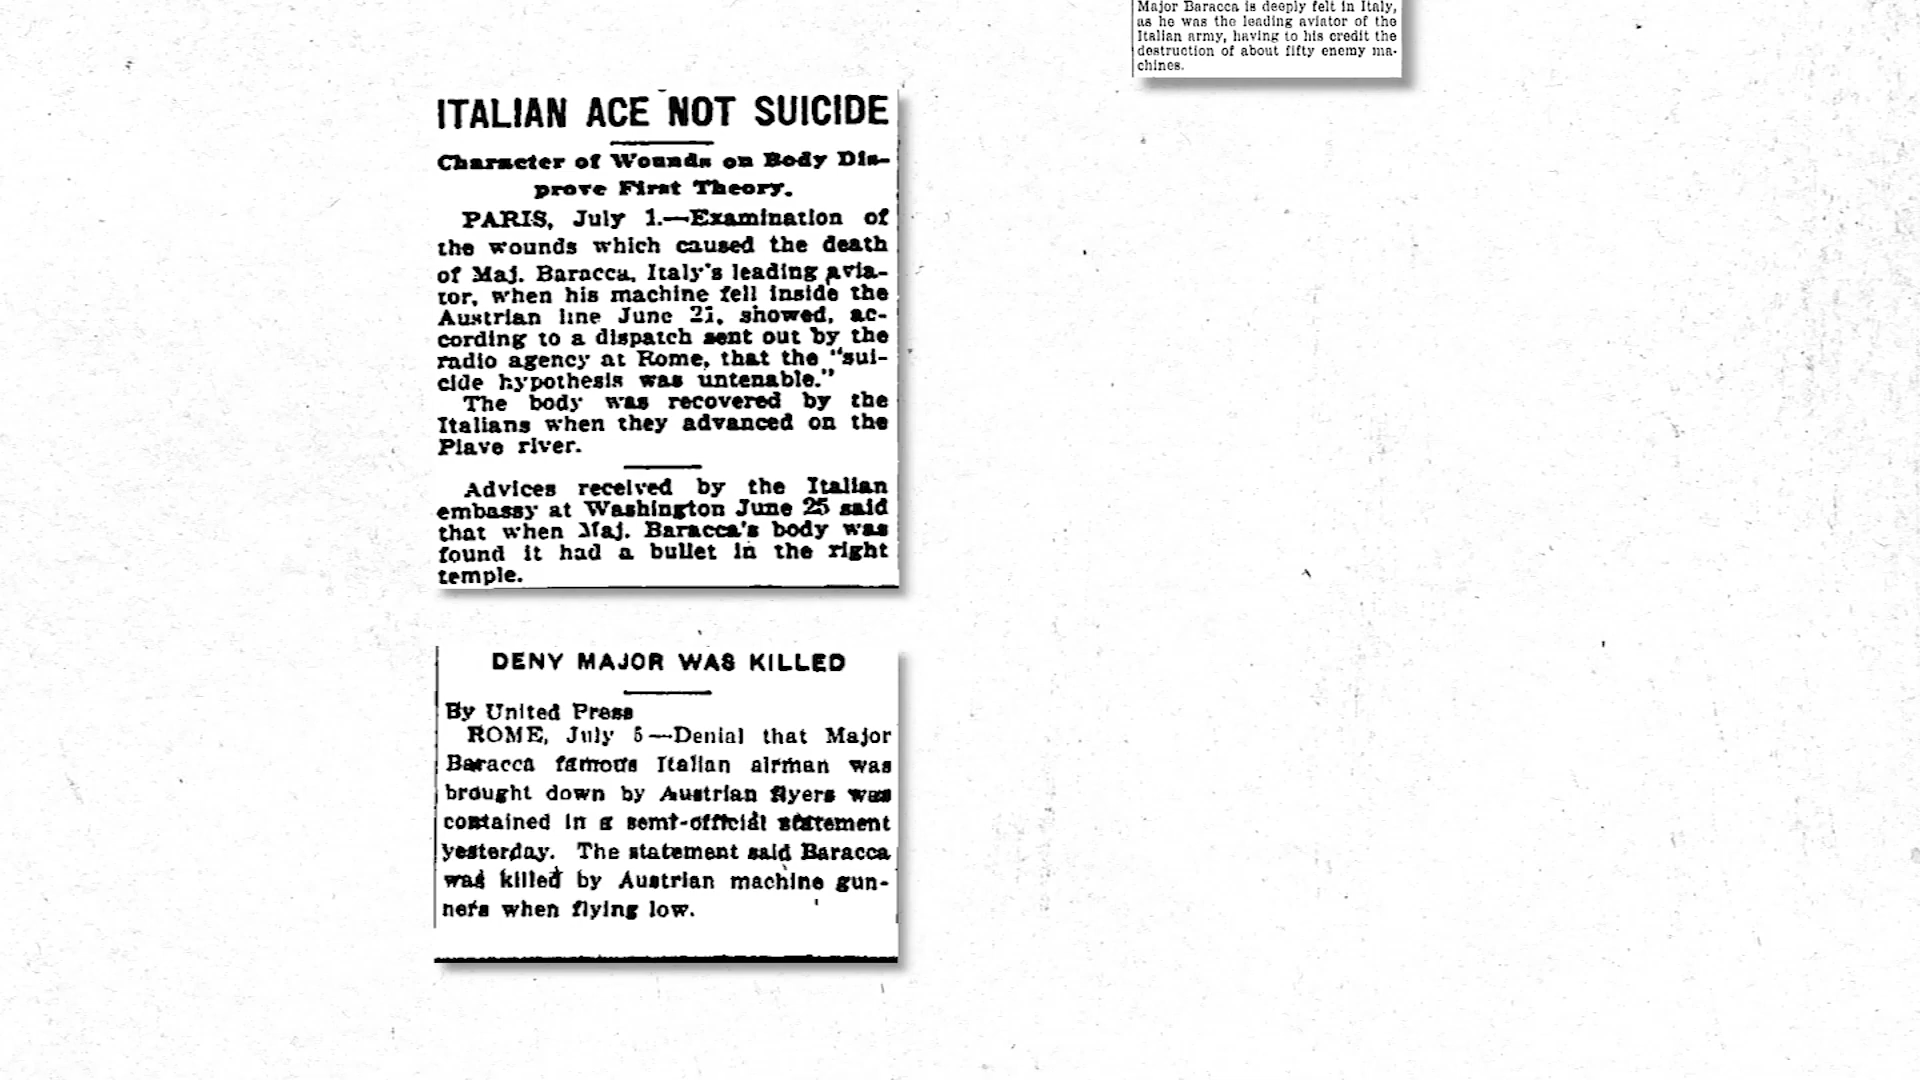 Major Baracca is deeply felt in Italy,
as he was the leading aviator of the
Italian army, having to his credit the
destruction of about fifty enemy ma-
chines.
ITALIAN ACE NOT SUICIDE
Character of Wounds on Body Dis-
prove First Theory.
PARIS, July 1.—Examination of
the wounds which caused the death
of Maj. Baracca, Italy's leading avia-
tor, when his machine fell inside the
Austrian line June 21, showed, ac-
cording to a dispatch sent out by the
radio agency at Rome, that the "sui-
cide hypothesis was untenable."
The body was recovered by the
Italians when they advanced on the
Piave river.
Advices received by the Italian
embassy at Washington June 25 said
that when Maj. Baracca's body was
found it had a bullet in the right
temple.
DENY MAJOR WAS KILLED
By United Press
ROME, July 5—Denial that Major
Baracca famous Italian airman was
brought down by Austrian flyers was
contained in a semi-official statement
yesterday. The statement said Baracca
was killed by Austrian machine gun-
ners when flying low.